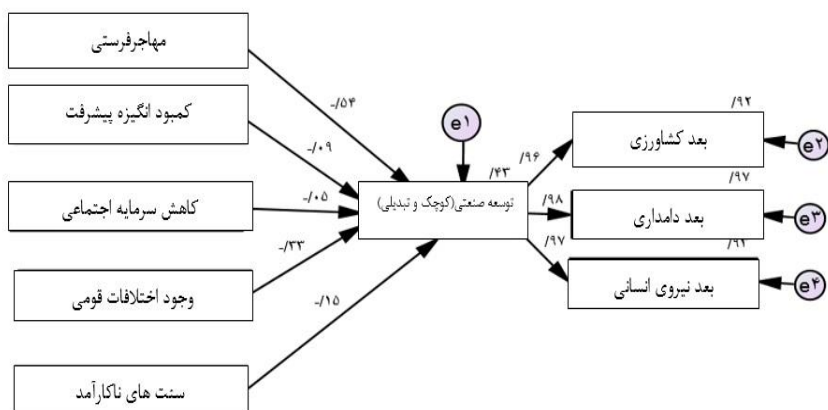 مهاجرفرستی
کمبود انگیزه پیشرفت
کاهش سرمایه اجتماعی
وجود اختلافات قومی
سنت های ناکارآمد
-/۵۴
-/۰۹
-/۰۵
-/۳۳
-/۱۵
e۱
/۴۳
توسعه صنعتی(کوچک و تبدیلی)
/۹۶
/۹۸
/۹۷
/۹۲
بعد کشاورزی
e۲
/۹۷
بعد دامداری
e۳
بعد نیروی انسانی
e۴